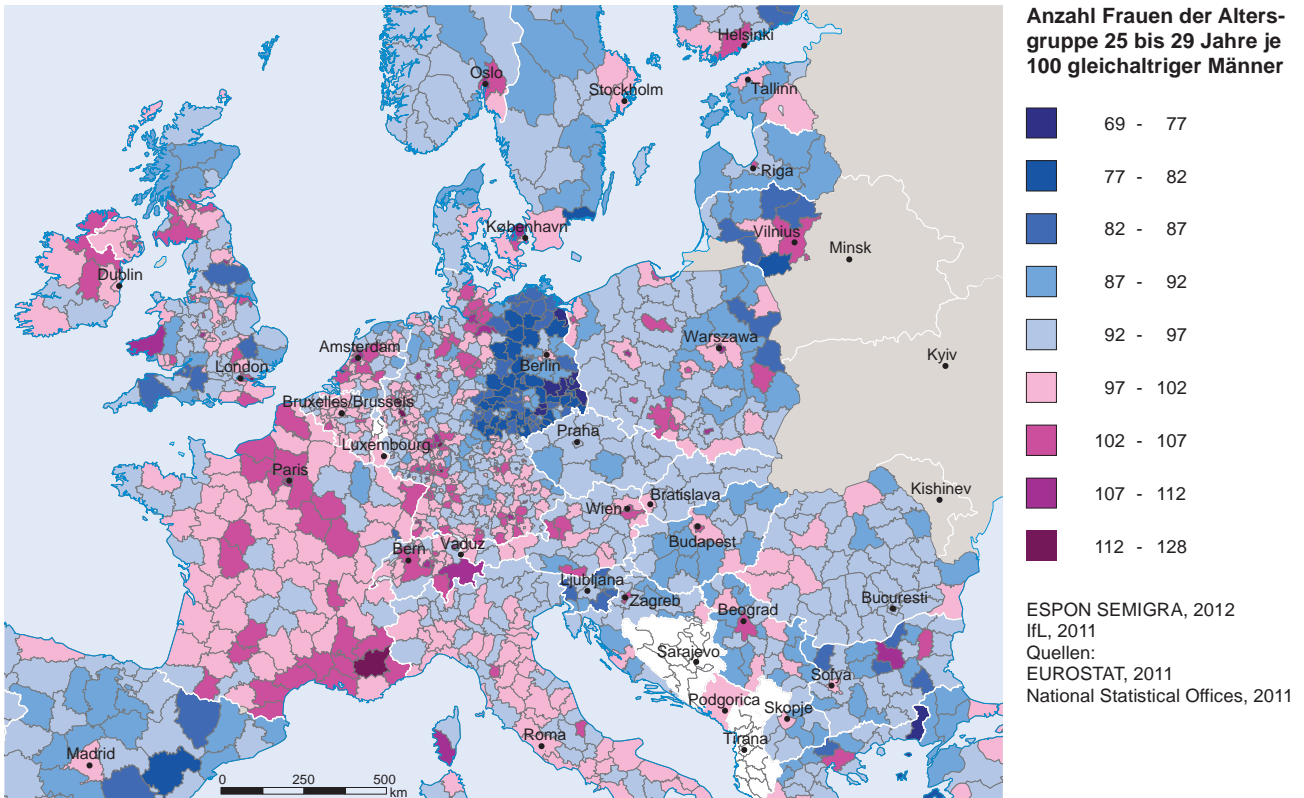 Anzahl Frauen der Alters-
gruppe 25 bis 29 Jahre je
100 gleichaltriger Männer
69 - 77
77 - 82
82 - 87
87 - 92
92 - 97
97 - 102
102 - 107
107 - 112
112 - 128
ESPON SEMIGRA, 2012
IfL, 2011
Quellen:
EUROSTAT, 2011
National Statistical Offices, 2011
Helsinki
Oslo
Stockholm
Tallinn
Riga
København
Vilnius
Minsk
Dublin
Amsterdam
Warszawa
Berlin
Kyiv
London
Bruxelles/Brussels
Praha
Luxembourg
Paris
Kishinev
Bratislava
Wien
Budapest
Bern
Vaduz
Ljubljana
Zagreb
Beograd
Bucuresti
Sarajevo
Sofya
Podgorica
Skopje
Roma
Tirana
Madrid
0 250 500
km